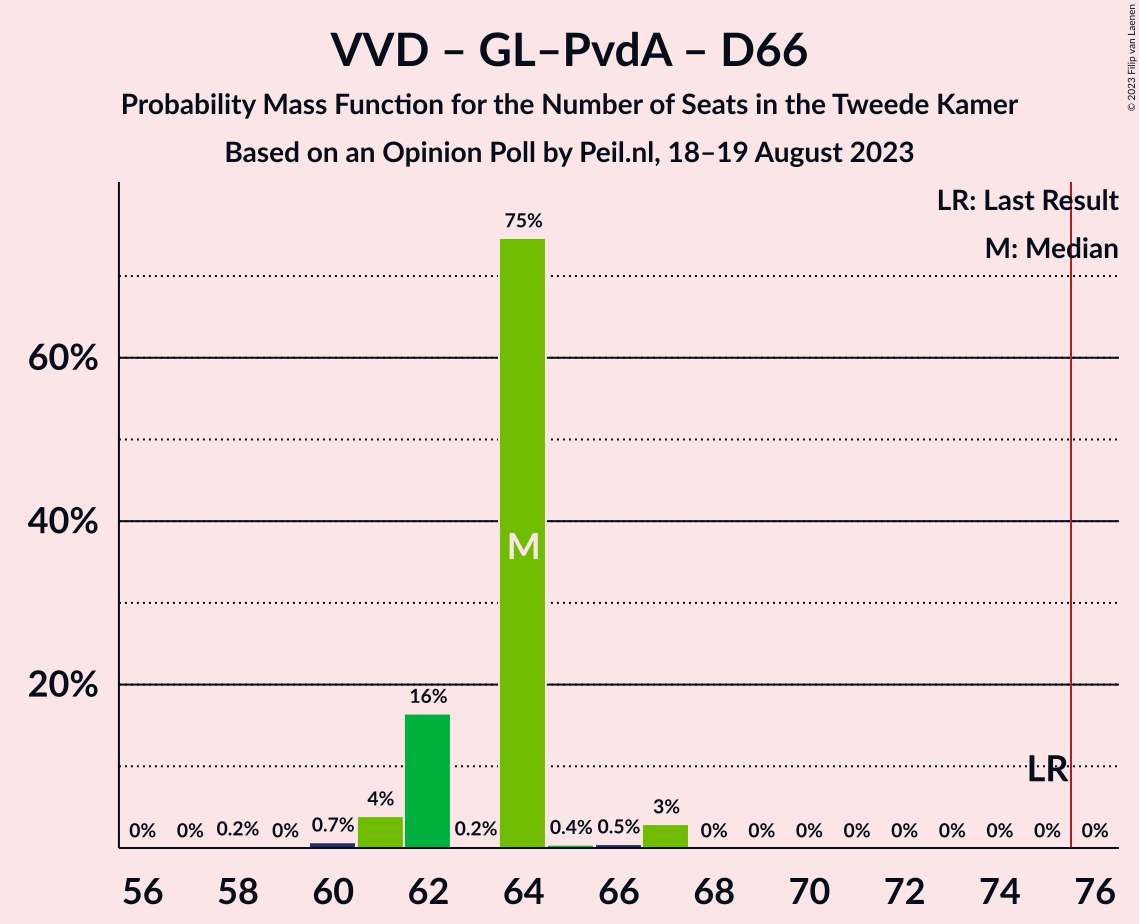 VVD – GL–PvdA – D66
Probability Mass Function for the Number of Seats in the Tweede Kamer
Based on an Opinion Poll by Peil.nl, 18–19 August 2023
© 2023 Filip van Laenen
LR: Last Result
M: Median
75%
60%
40%
M
20%
16%
LR
4%
3%
0% 0% 0.2% 0% 0.7% 0.2% 0.4% 0.5% 0% 0% 0% 0% 0% 0% 0% 0% 0%
56 58 60 62 64 66 68 70 72 74 76